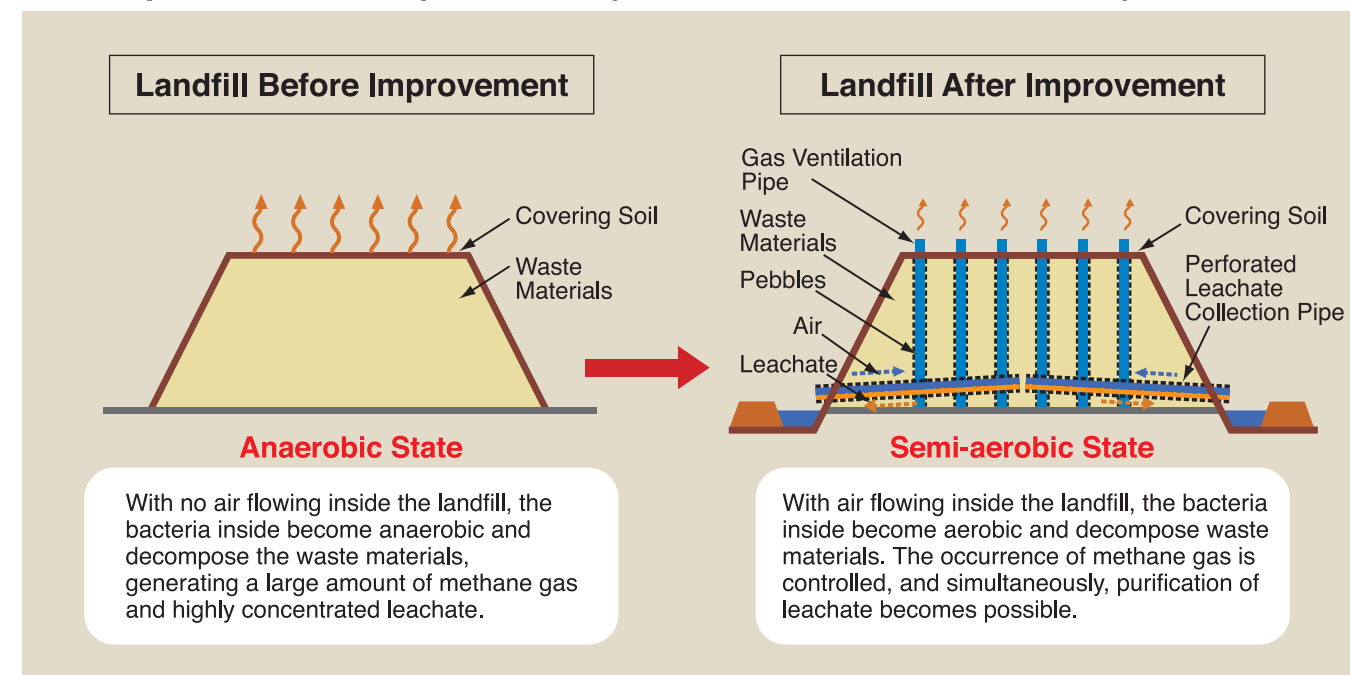 Landfill Before Improvement
Covering Soil
Waste
Materials
Anaerobic State
With no air flowing inside the landfill, the
bacteria inside become anaerobic and
decompose the waste materials,
generating a large amount of methane gas
and highly concentrated leachate.
Landfill After Improvement
Gas Ventilation
Pipe
Waste
Materials
Pebbles
Air
Leachate
Covering Soil
Perforated
Leachate
Collection Pipe
Semi-aerobic State
With air flowing inside the landfill, the bacteria
inside become aerobic and decompose waste
materials. The occurrence of methane gas is
controlled, and simultaneously, purification of
leachate becomes possible.